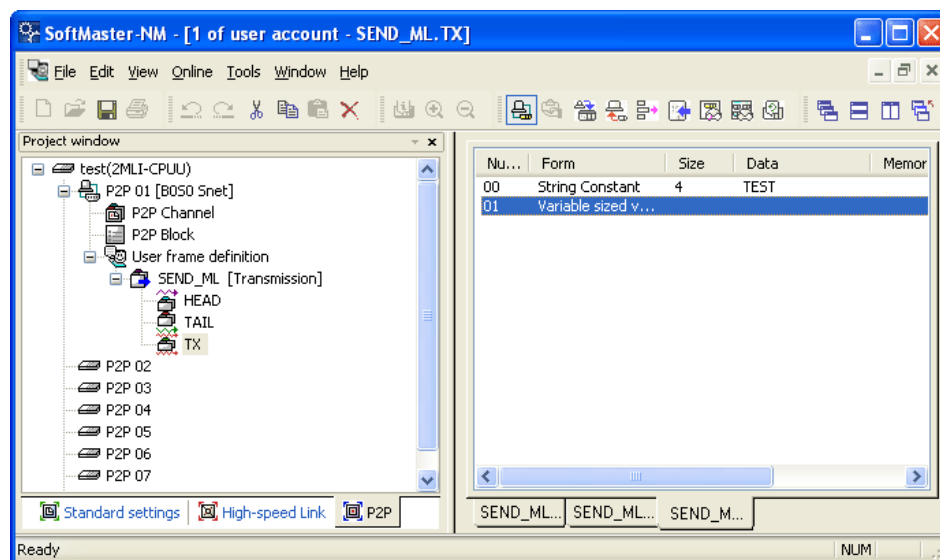 SoftMaster-NM - [1 of user account - SEND_ML.TX]
File Edit View Online Tools Window Help
Project window
test(2MLI-CPUU)
P2P 01 [B0S0 Snet]
P2P Channel
P2P Block
User frame definition
SEND_ML [Transmission]
HEAD
TAIL
TX
P2P 02
P2P 03
P2P 04
P2P 05
P2P 06
P2P 07
Standard settings High-speed Link P2P
Nu... Form Size Data Memor
00 String Constant 4 TEST
01 Variable sized v...
SEND_ML... SEND_ML... SEND_M...
Ready NUM